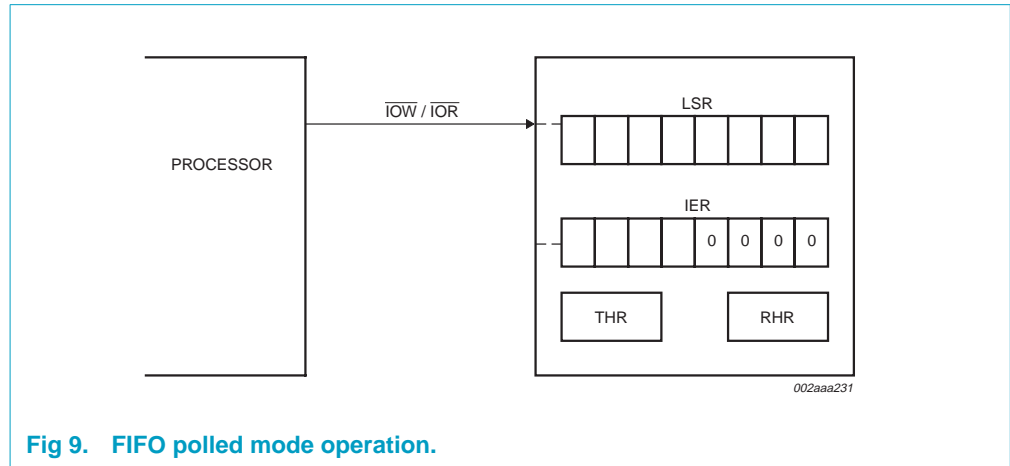 PROCESSOR
IOW / IOR
LSR
IER
0 0 0 0
THR RHR
002aaa231
Fig 9. FIFO polled mode operation.